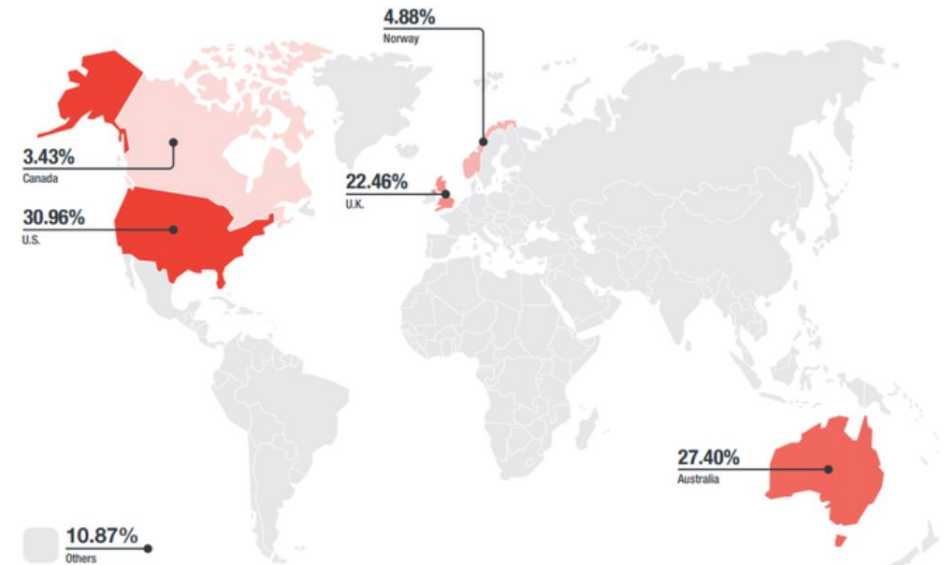 4.88%
Norway
3.43%
Canada
22.46%
U.K.
30.96%
U.S.
27.40%
Australia
10.87%
Others